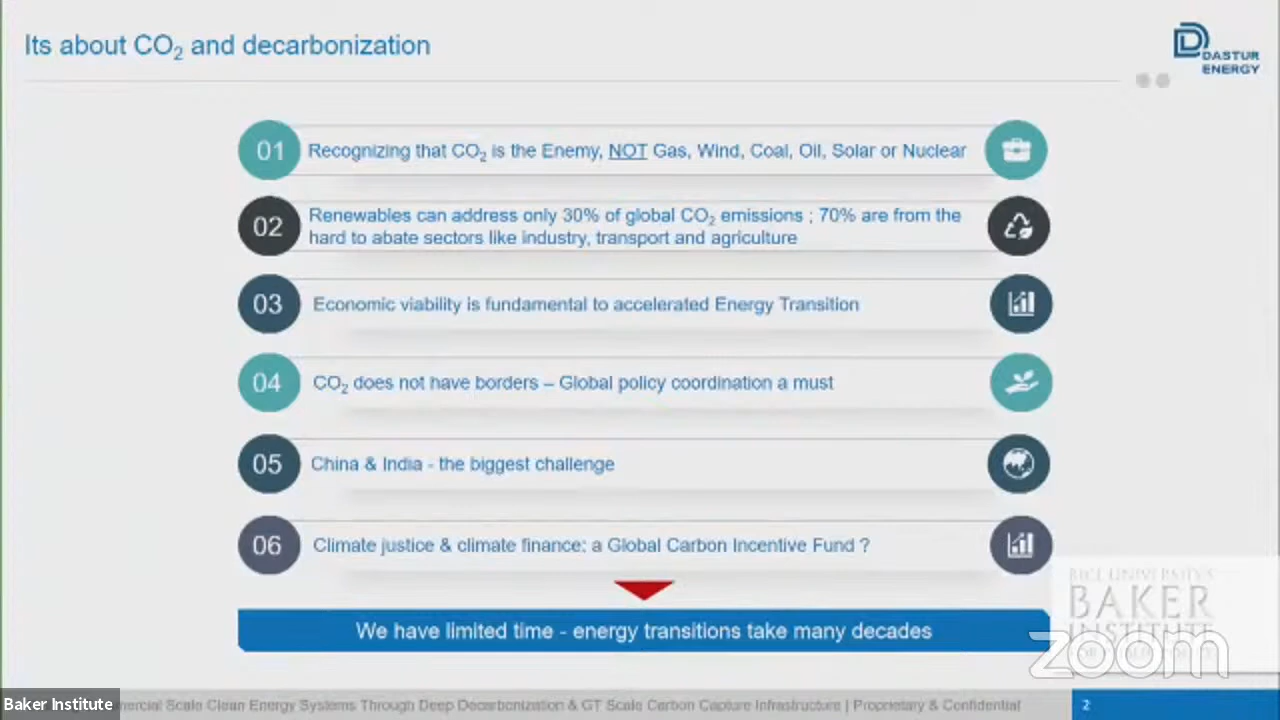 Its about CO₂ and decarbonization
DASTUR
ENERGY
01
Recognizing that CO₂ is the Enemy, NOT Gas, Wind, Coal, Oil, Solar or Nuclear
02
Renewables can address only 30% of global CO₂ emissions ; 70% are from the
hard to abate sectors like industry, transport and agriculture
03
Economic viability is fundamental to accelerated Energy Transition
04
CO₂ does not have borders – Global policy coordination a must
05
China & India - the biggest challenge
06
Climate justice & climate finance; a Global Carbon Incentive Fund ?
We have limited time - energy transitions take many decades
RICE UNIVERSITY'S
BAKER
INSTITUTE
zoom
Baker Institute
Scale Clean Energy Systems Through Deep Decarbonization & GT Scale Carbon Capture Infrastructure | Proprietary & Confidential
2